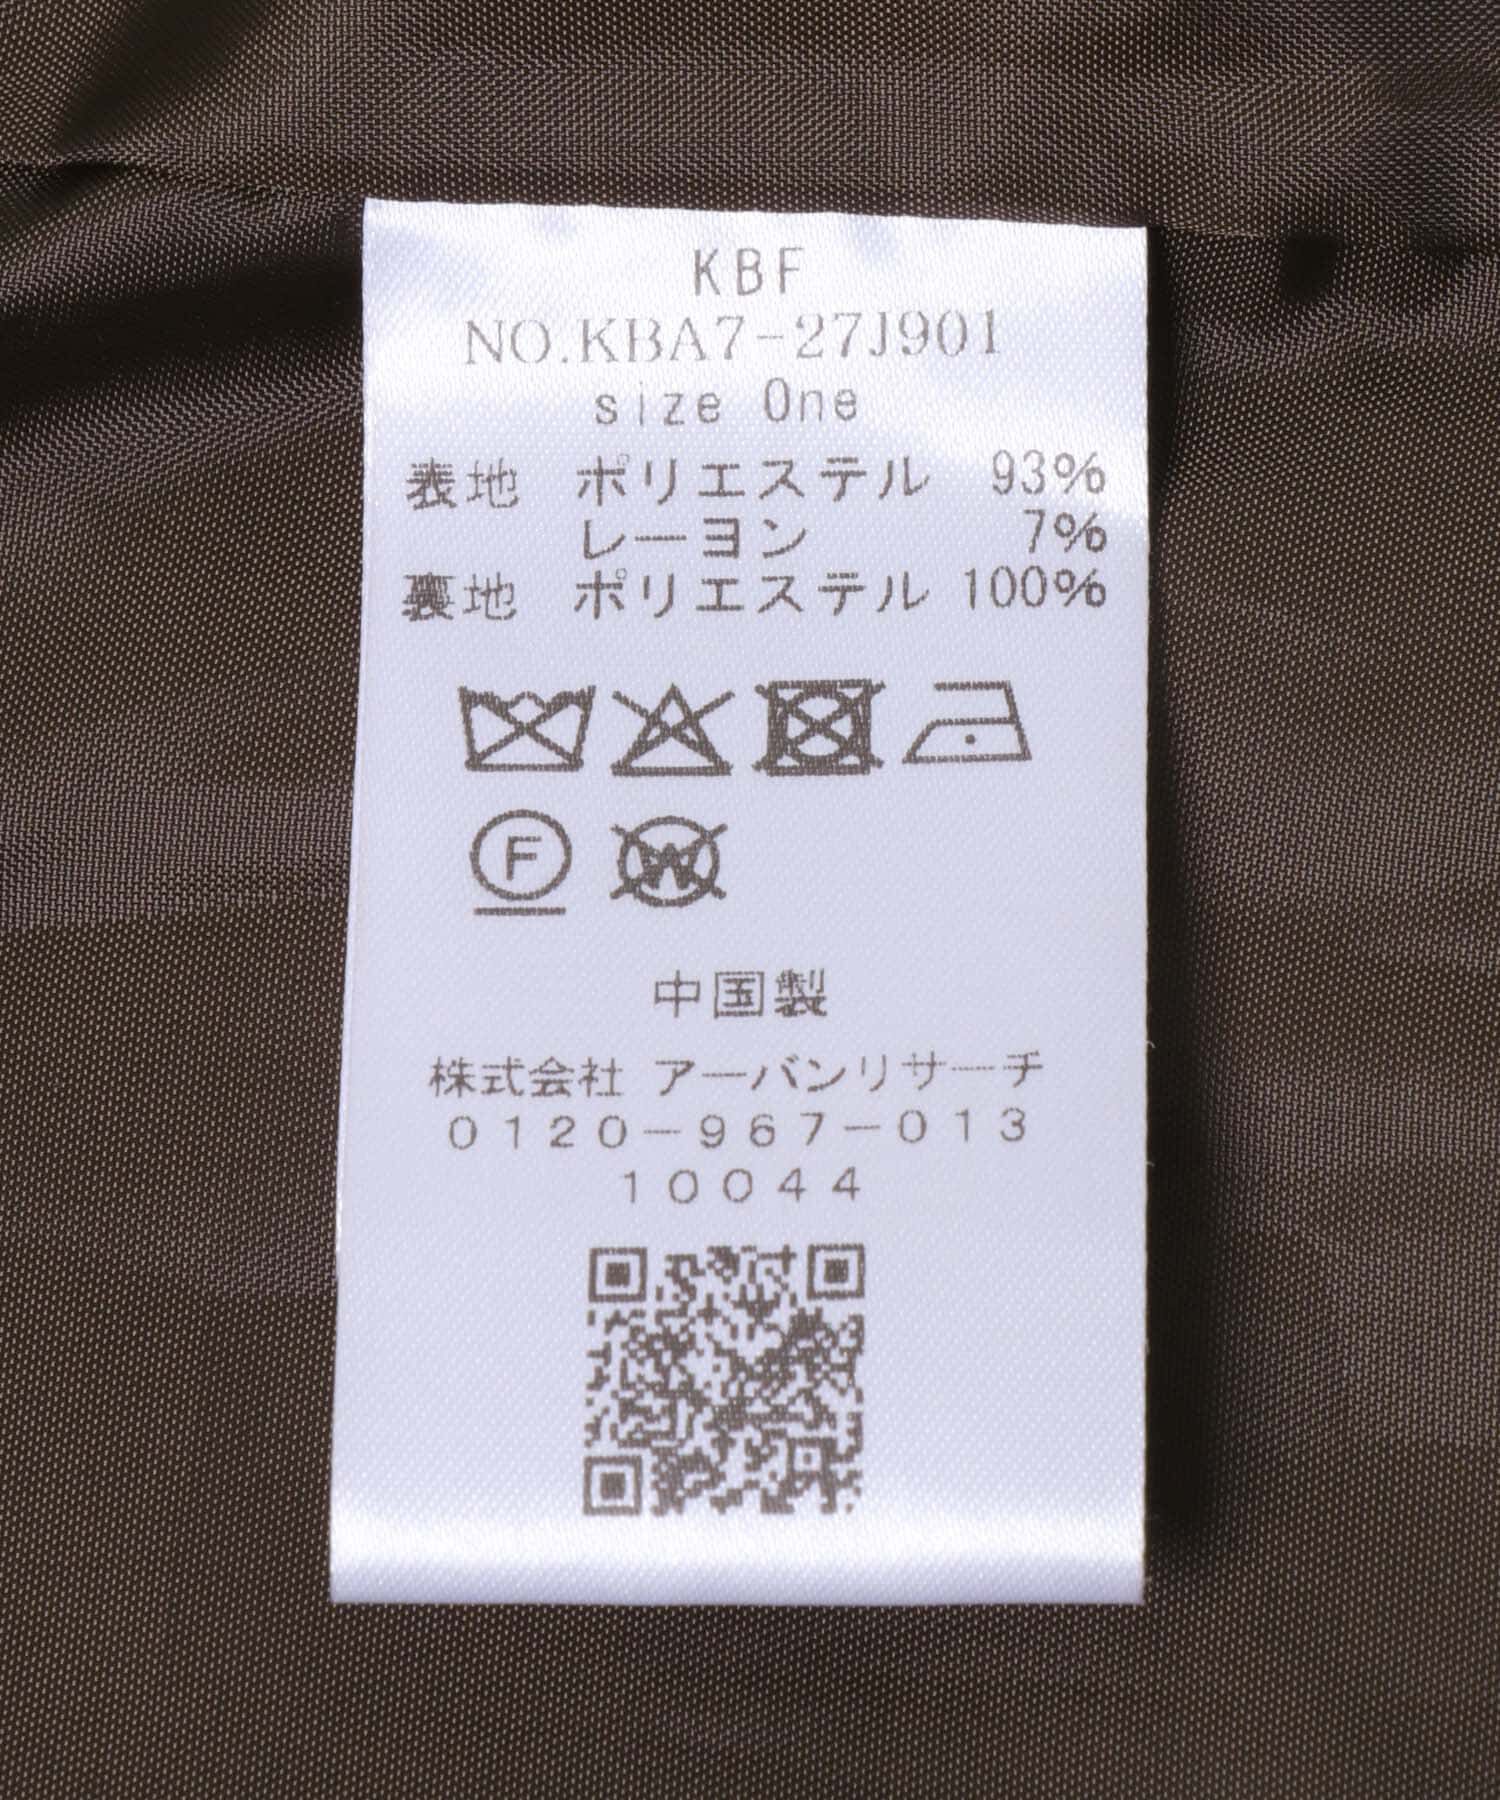 KBF
NO.KBA7-27J901
size One
表地 ポリエステル 93%
レーヨン 7%
裏地 ポリエステル 100%
F W
中国製
株式会社 アーバンリサーチ
0120-967-013
10044